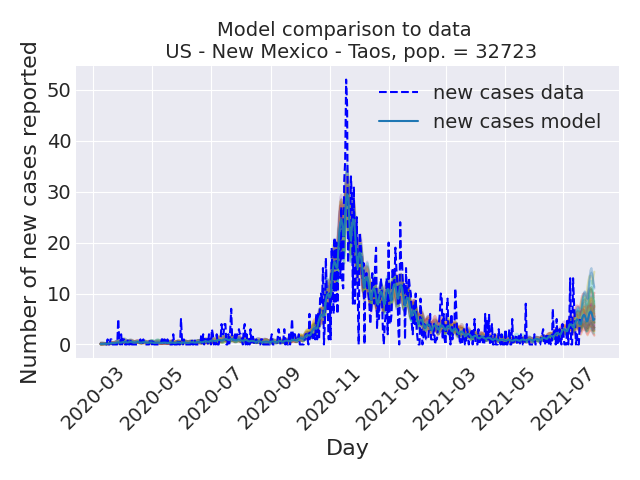 Model comparison to data
US - New Mexico - Taos, pop. = 32723
Number of new cases reported
50
40
30
20
10
0
new cases data
new cases model
2020-03
2020-05
2020-07
2020-09
2020-11
2021-01
2021-03
2021-05
2021-07
Day